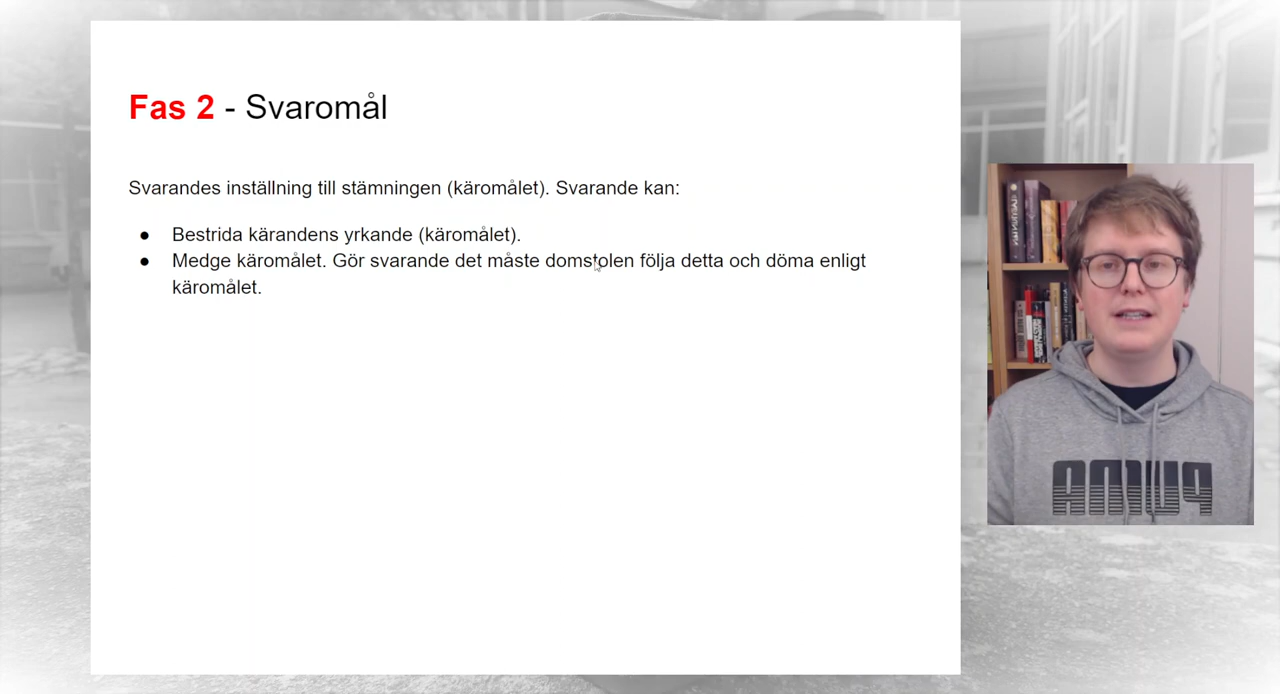 Fas 2 - Svaromål
Svarandes inställning till stämningen (käromålet). Svarande kan:
● Bestrida kärandens yrkande (käromålet).
● Medge käromålet. Gör svarande det måste domstolen följa detta och döma enligt
käromålet.